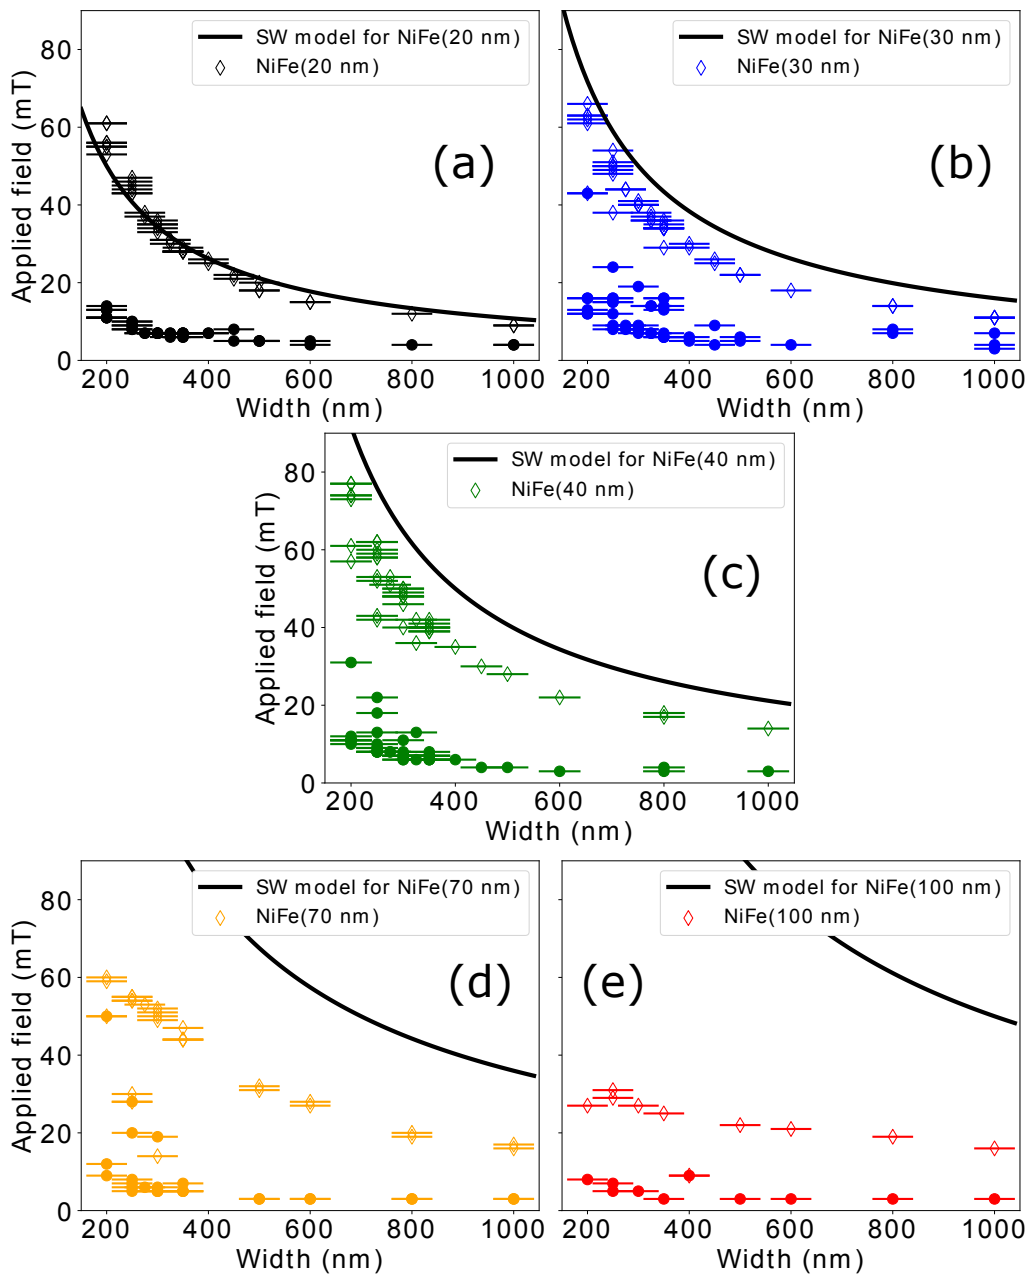 SW model for NiFe(20 nm)
NiFe(20 nm)
(a)
Applied field (mT)
80
60
40
20
0
200 400 600 800 1000
Width (nm)
SW model for NiFe(30 nm)
NiFe(30 nm)
(b)
200 400 600 800 1000
Width (nm)
SW model for NiFe(40 nm)
NiFe(40 nm)
(c)
Applied field (mT)
80
60
40
20
0
200 400 600 800 1000
Width (nm)
SW model for NiFe(70 nm)
NiFe(70 nm)
(d)
Applied field (mT)
80
60
40
20
0
200 400 600 800 1000
Width (nm)
SW model for NiFe(100 nm)
NiFe(100 nm)
(e)
200 400 600 800 1000
Width (nm)